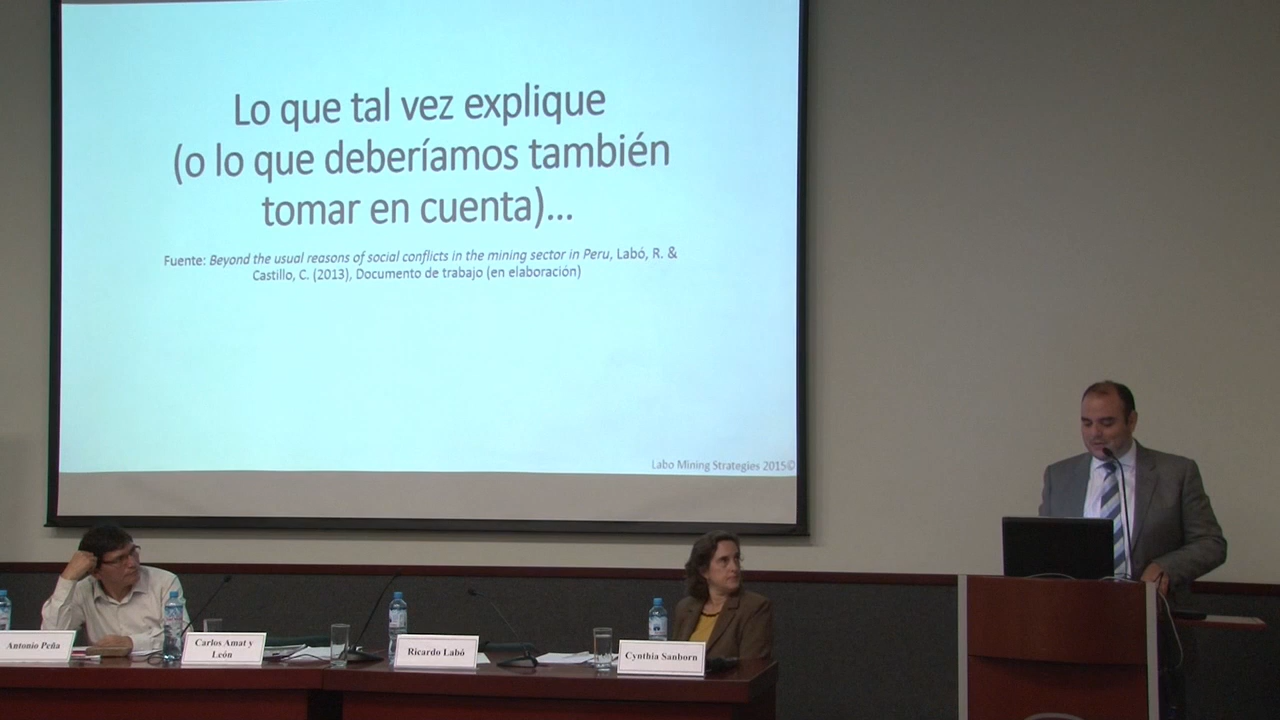 Lo que tal vez explique
(o lo que deberíamos también
tomar en cuenta)...
Fuente: Beyond the usual reasons of social conflicts in the mining sector in Peru, Labó, R. &
Castillo, C. (2013), Documento de trabajo (en elaboración)
Labo Mining Strategies 2015©
Antonio Peña
Carlos Amat y
León
Ricardo Labó
Cynthia Sanborn